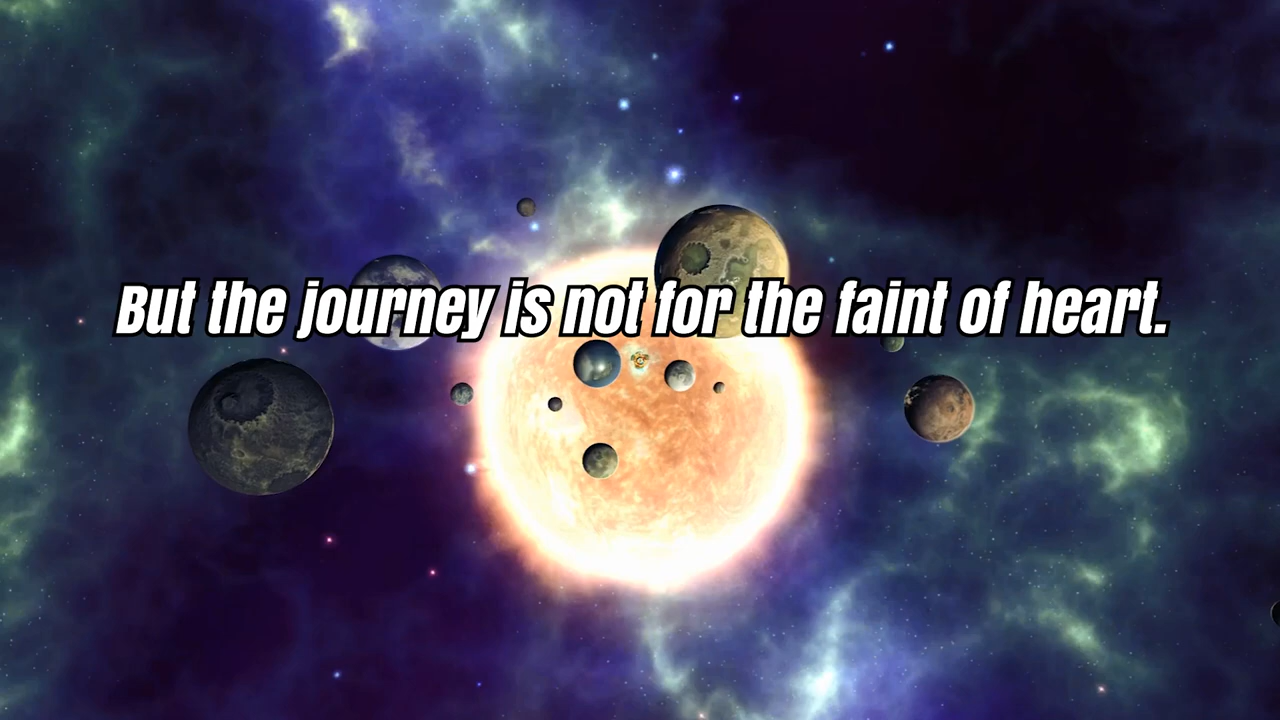 But the journey is not for the faint of heart.